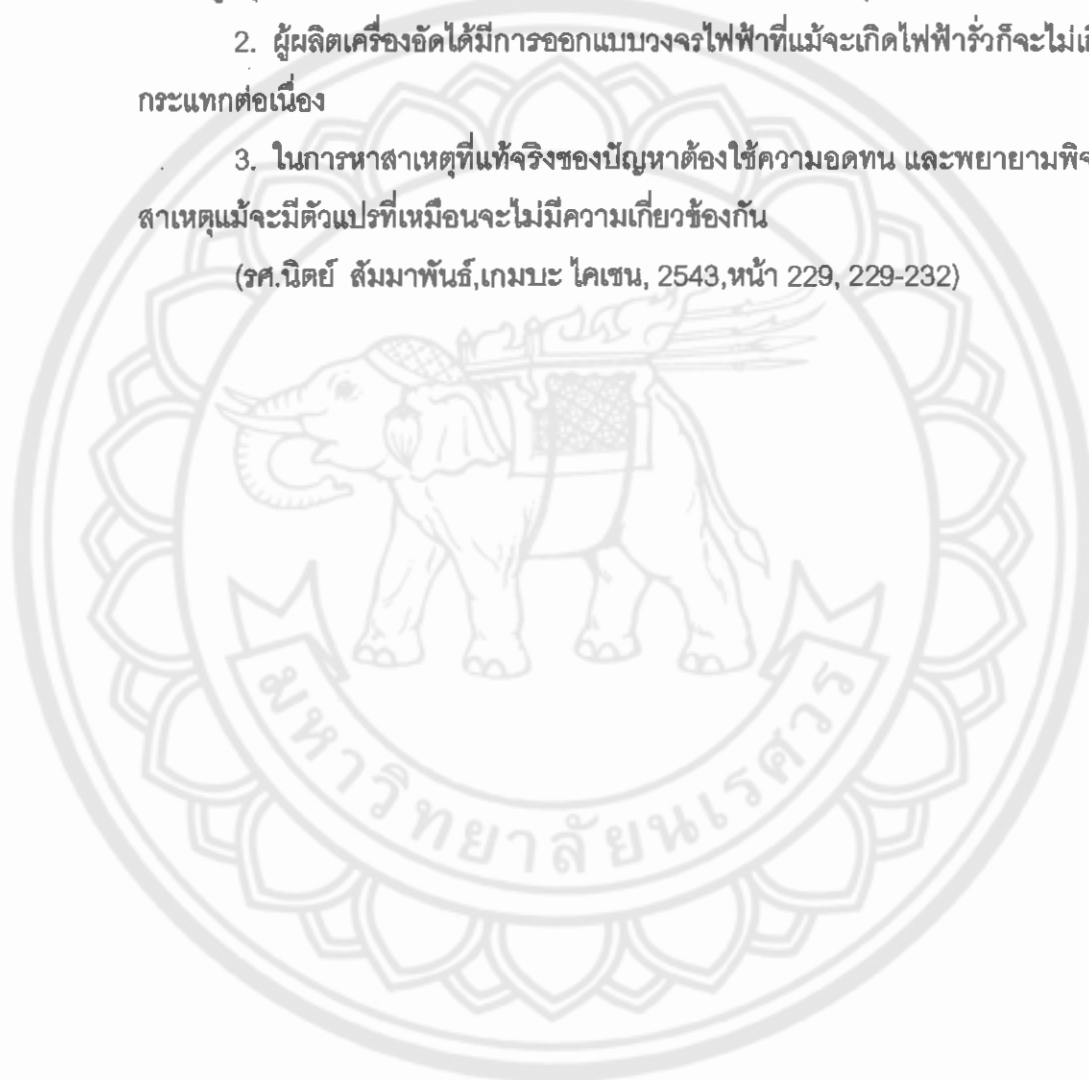 2. ผู้ผลิตเครื่องอัดได้มีการออกแบบวงจรไฟฟ้าที่แม้จะเกิดไฟฟ้ารั่วก็จะไม่
กระแทกต่อเนื่อง
3. ในการหาสาเหตุที่แท้จริงของปัญหาต้องใช้ความอดทน และพยายาม
สาเหตุแม้จะมีตัวแปรที่เหมือนจะไม่มีความเกี่ยวข้องกัน
(รศ.นิตย์ สัมมาพันธ์,เกมบะ ไคเซน, 2543,หน้า 229, 229-232)
มหาวิทยาลัยนเรศวร